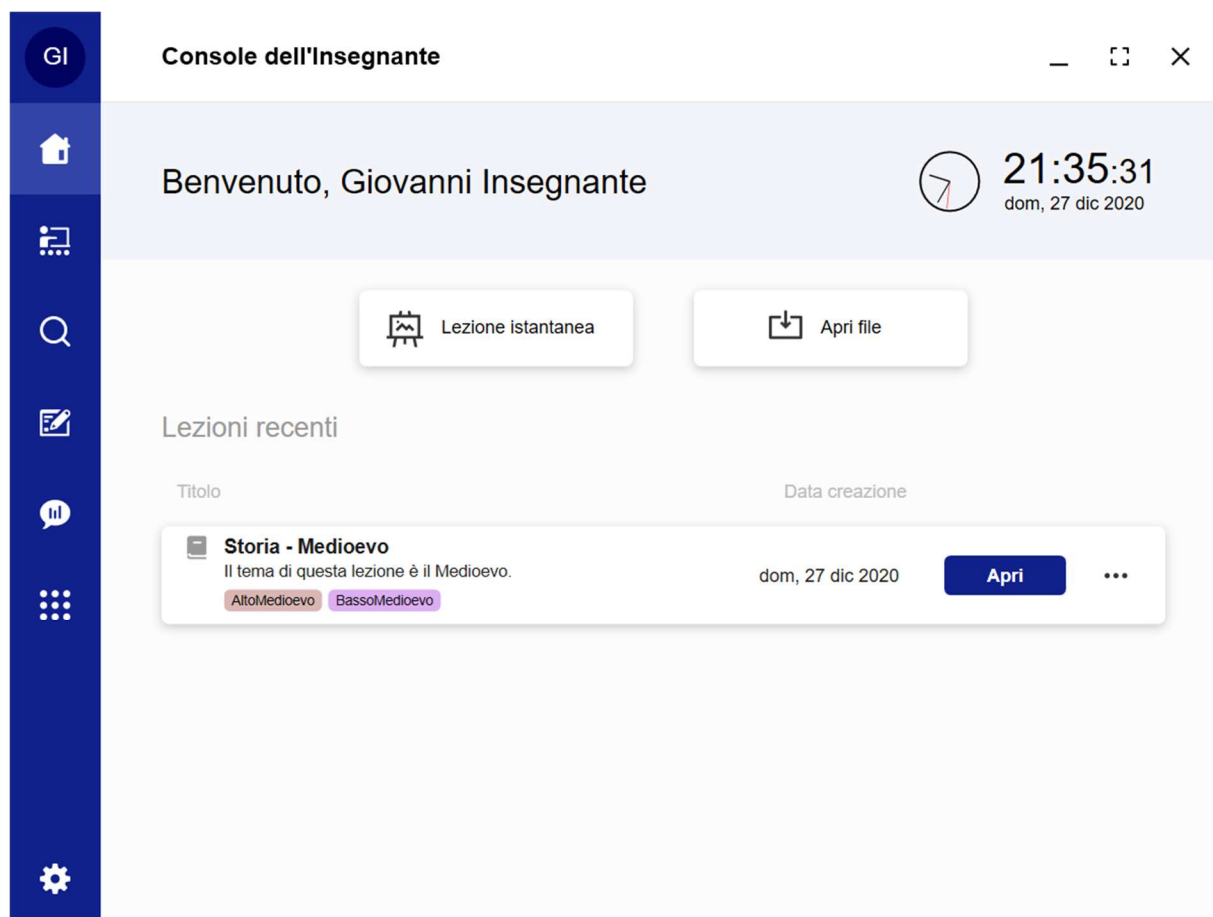 GI
Console dell'Insegnante
Benvenuto, Giovanni Insegnante
21:35:31
dom, 27 dic 2020
Lezione istantanea
Apri file
Lezioni recenti
Titolo
Data creazione
Storia - Medioevo
Il tema di questa lezione è il Medioevo.
dom, 27 dic 2020
Apri
AltoMedioevo
BassoMedioevo